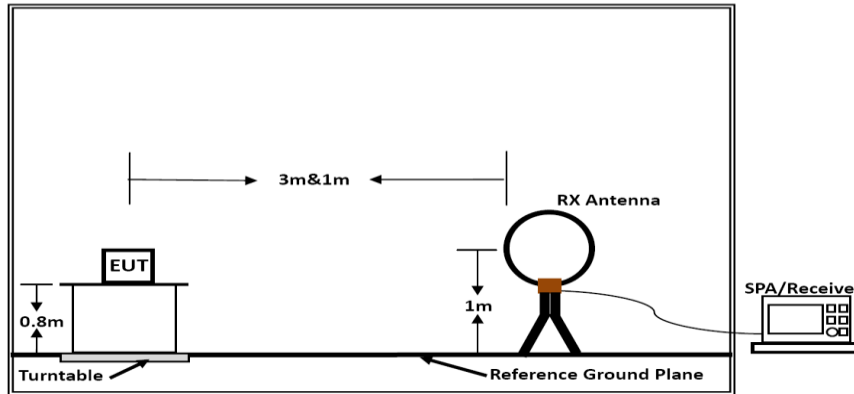 3m&1m
RX Antenna
EUT
SPA/Receive
1m
0.8m
Turntable
Reference Ground Plane